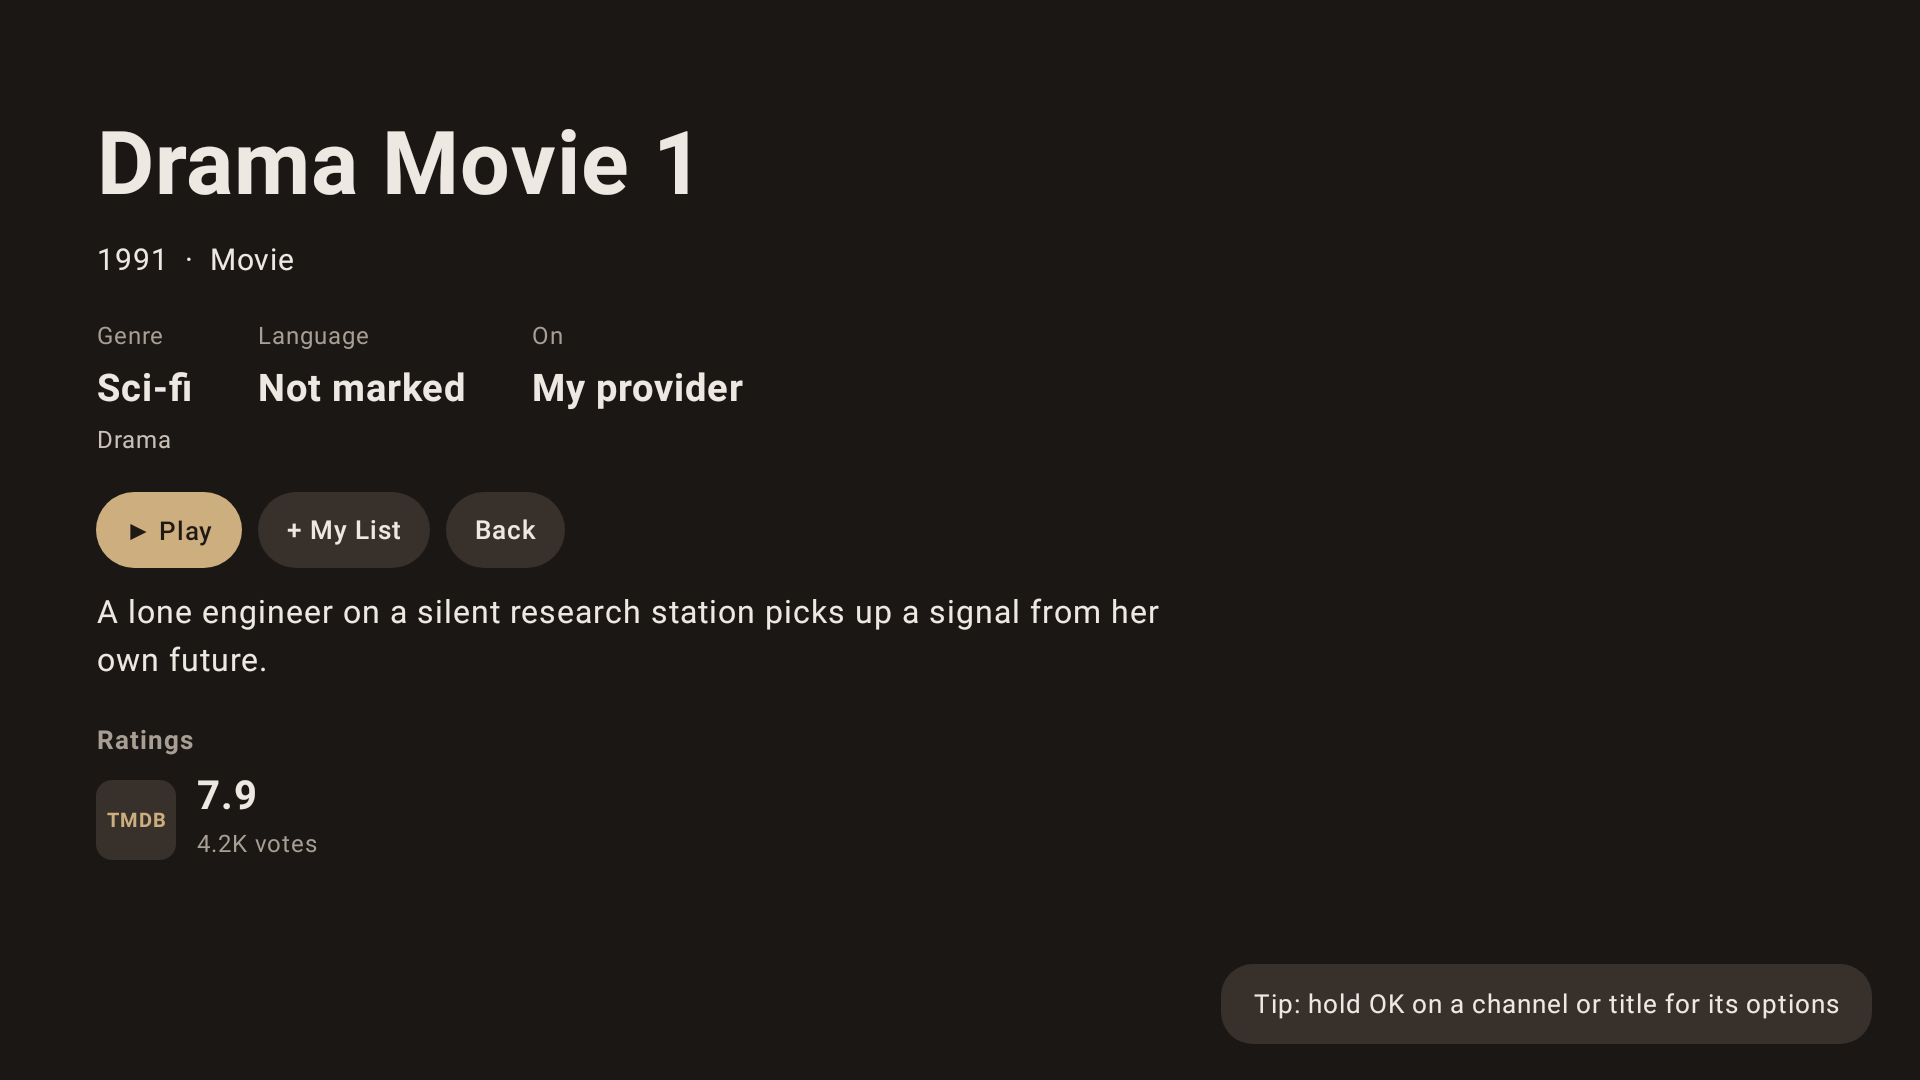 Drama Movie 1
1991 · Movie
Genre Language On
Sci-fi Not marked My provider
Drama
► Play + My List Back
A lone engineer on a silent research station picks up a signal from her
own future.
Ratings
TMDB 7.9
4.2K votes
Tip: hold OK on a channel or title for its options